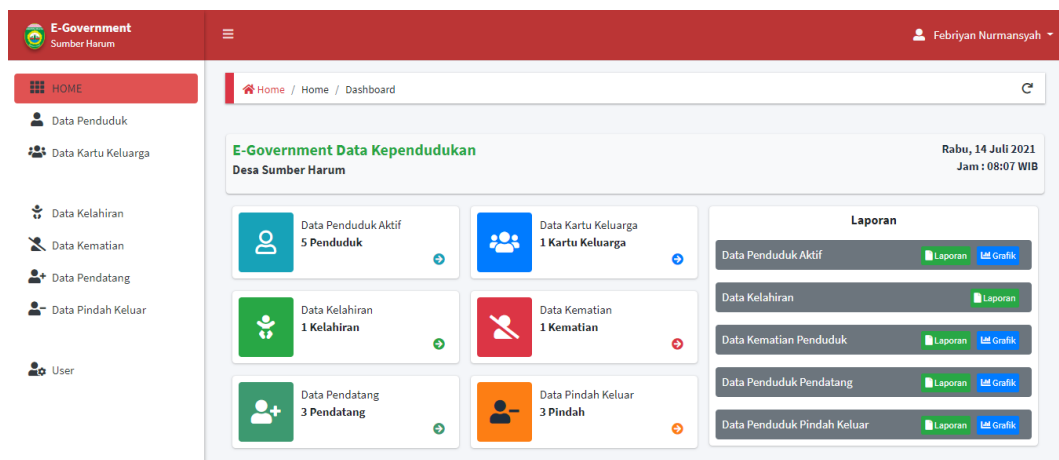 E-Government
Sumber Harum
Febriyan Nurmansyah
HOME
Data Penduduk
Data Kartu Keluarga
Data Kelahiran
Data Kematian
Data Pendatang
Data Pindah Keluar
User
Home / Home / Dashboard
E-Government Data Kependudukan
Desa Sumber Harum
Rabu, 14 Juli 2021
Jam : 08:07 WIB
Data Penduduk Aktif
5 Penduduk
Data Kartu Keluarga
1 Kartu Keluarga
Data Kelahiran
1 Kelahiran
Data Kematian
1 Kematian
Data Pendatang
3 Pendatang
Data Pindah Keluar
3 Pindah
Laporan
Data Penduduk Aktif Laporan Grafik
Data Kelahiran Laporan
Data Kematian Penduduk Laporan Grafik
Data Penduduk Pendatang Laporan Grafik
Data Penduduk Pindah Keluar Laporan Grafik